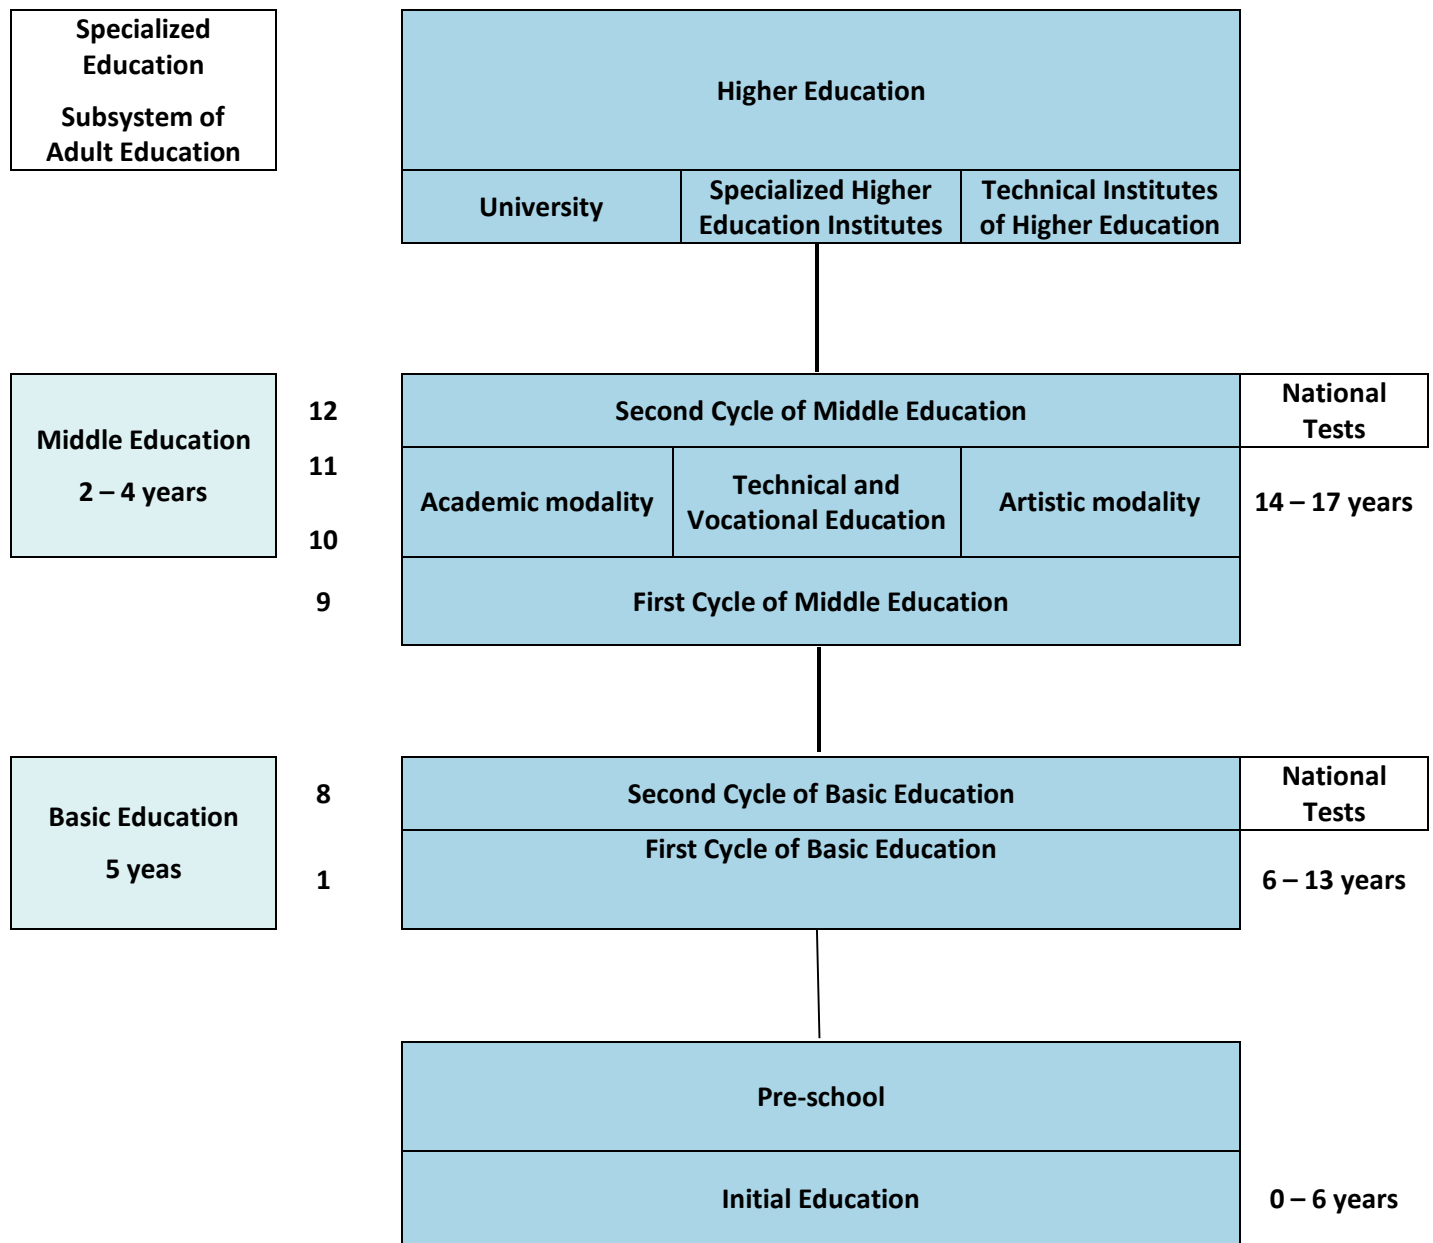 Specialized
Education
Subsystem of
Adult Education
Higher Education
University
Specialized Higher
Education Institutes
Technical Institutes
of Higher Education
Middle Education
2 – 4 years
12
11
10
9
Second Cycle of Middle Education
National
Tests
Academic modality
Technical and
Vocational Education
Artistic modality
14 – 17 years
First Cycle of Middle Education
Basic Education
5 yeas
8
1
Second Cycle of Basic Education
National
Tests
First Cycle of Basic Education
6 – 13 years
Pre-school
Initial Education
0 – 6 years